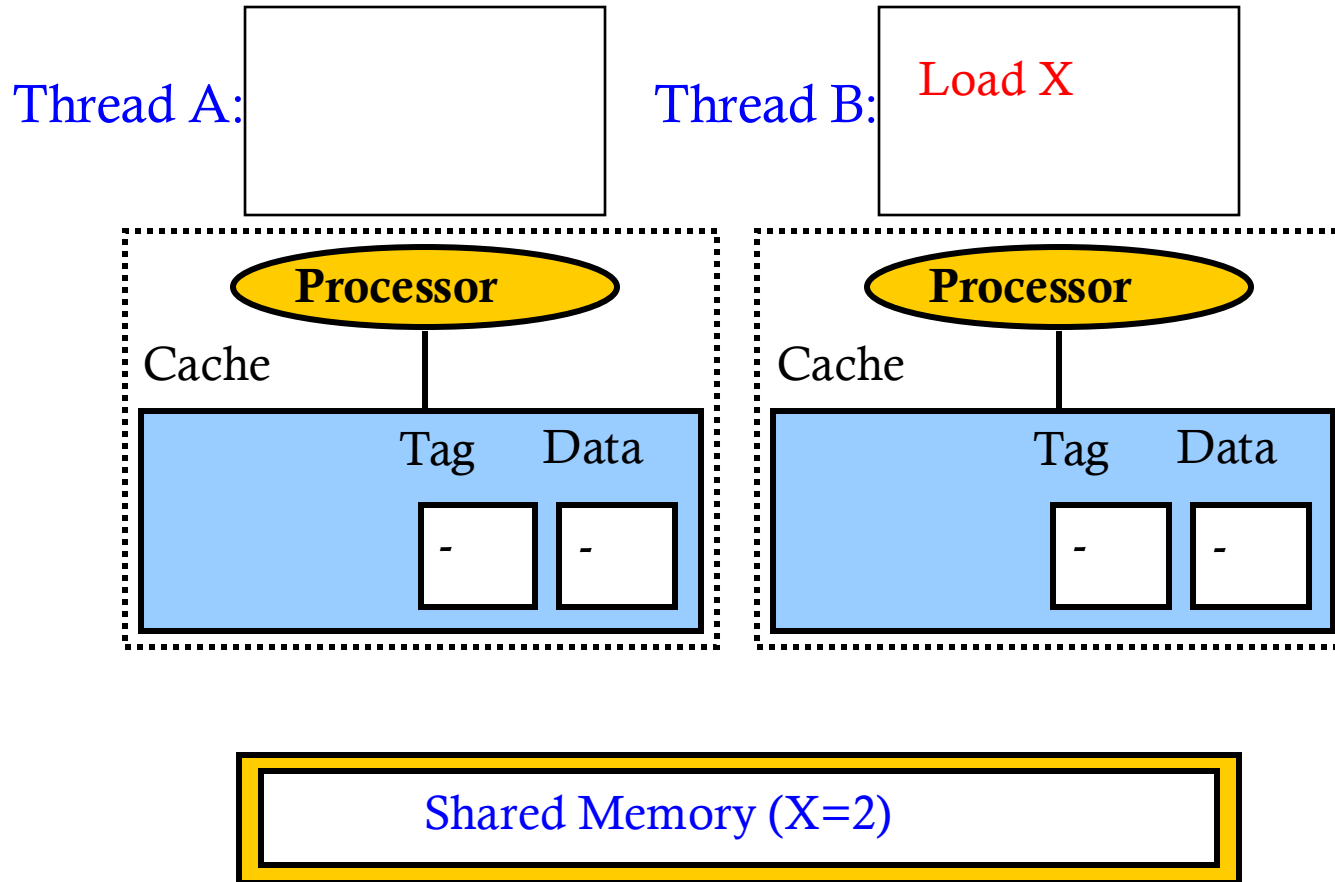 Thread A:
Thread B:
Load X
Processor
Processor
Cache
Cache
Tag Data
Tag Data
- -
- -
Shared Memory (X=2)